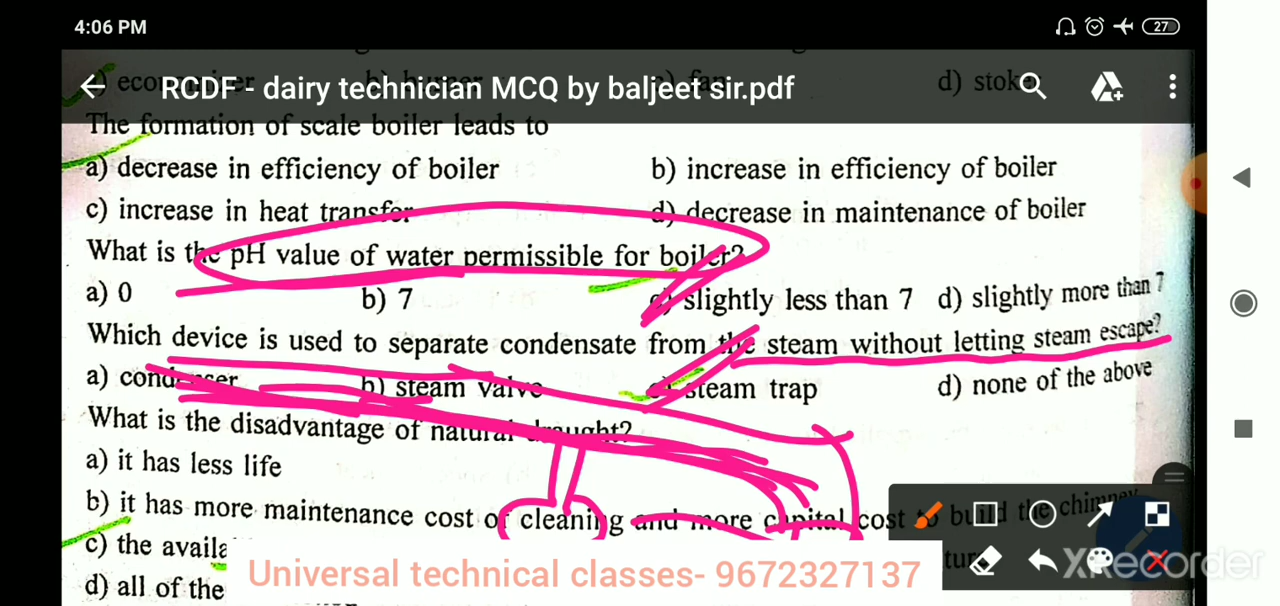 4:06 PM
27
a) economizer b) burner c) fan d) stoker
RCDF - dairy technician MCQ by baljeet sir.pdf
The formation of scale boiler leads to
a) decrease in efficiency of boiler b) increase in efficiency of boiler
c) increase in heat transfer d) decrease in maintenance of boiler
What is the pH value of water permissible for boiler?
a) 0 b) 7 c) slightly less than 7 d) slightly more than 7
Which device is used to separate condensate from the steam without letting steam escape?
a) condenser b) steam valve c) steam trap d) none of the above
What is the disadvantage of natural draught?
a) it has less life
b) it has more maintenance cost of cleaning and more capital cost to build the chimney
c) the availa
d) all of the
Universal technical classes- 9672327137
XRecorder